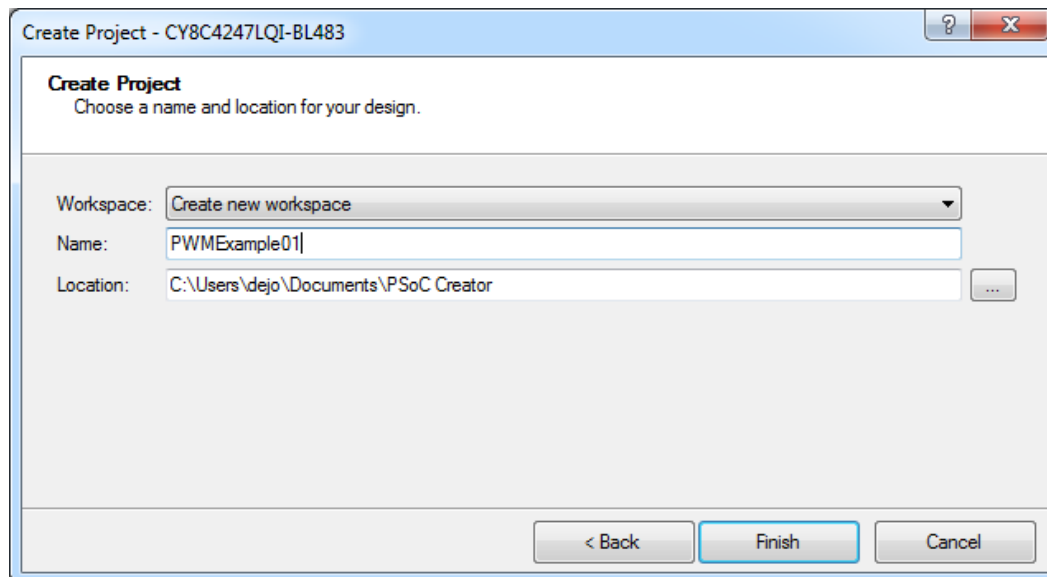 Create Project - CY8C4247LQI-BL483
Create Project
Choose a name and location for your design.
Workspace: Create new workspace
Name: PWMExample01
Location: C:\Users\dejo\Documents\PSoC Creator ...
< Back Finish Cancel